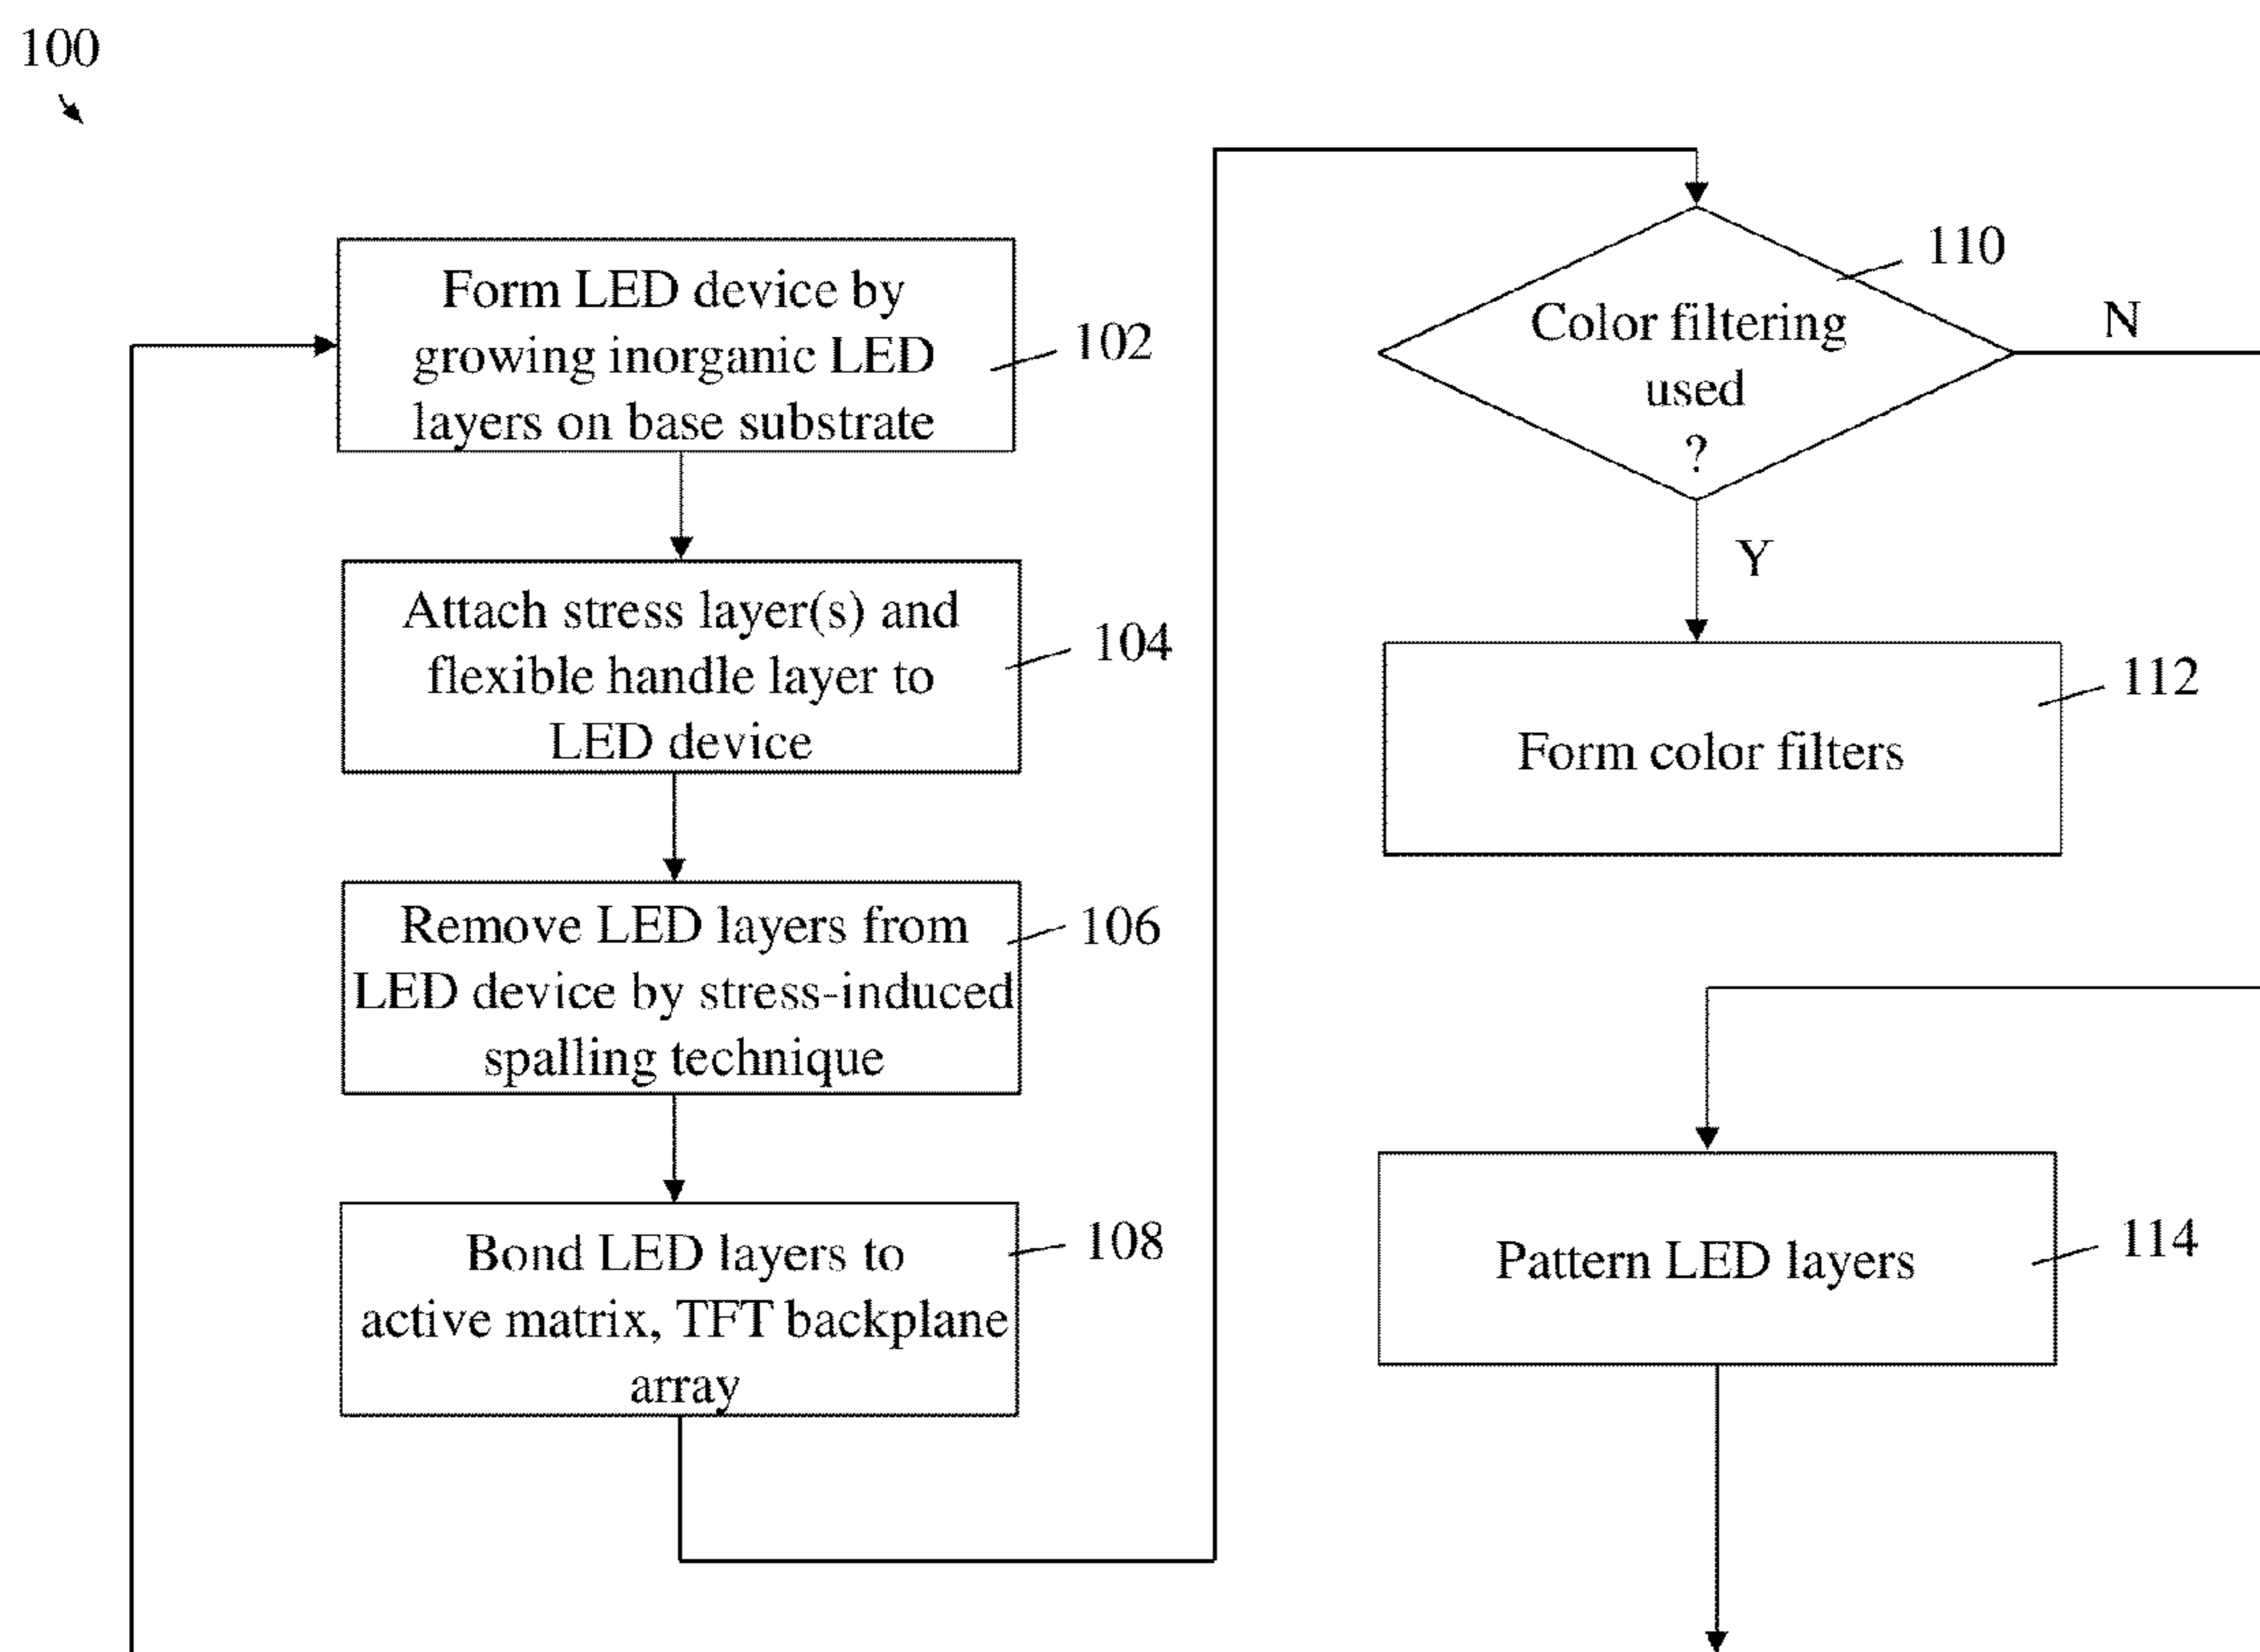 100
Form LED device by
growing inorganic LED
layers on base substrate
102
Attach stress layer(s) and
flexible handle layer to
LED device
104
Remove LED layers from
LED device by stress-induced
spalling technique
106
Bond LED layers to
active matrix, TFT backplane
array
108
Color filtering
used
?
110
N
Y
Form color filters
112
Pattern LED layers
114